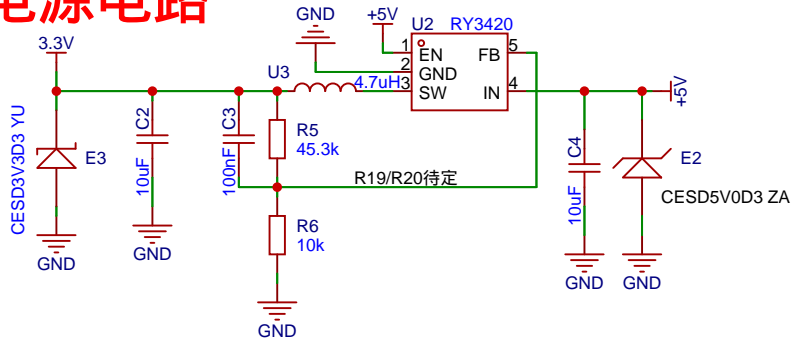 电源电路
GND
+5V
U2
RY3420
3.3V
1
EN
FB
5
2
GND
U3
4.7uH
3
SW
IN
4
+5V
CESD3V3D3 YU
E3
C2
10uF
C3
100nF
R5
45.3k
R19/R20待定
C4
10uF
E2
CESD5V0D3 ZA
R6
10k
GND
GND
GND
GND
GND